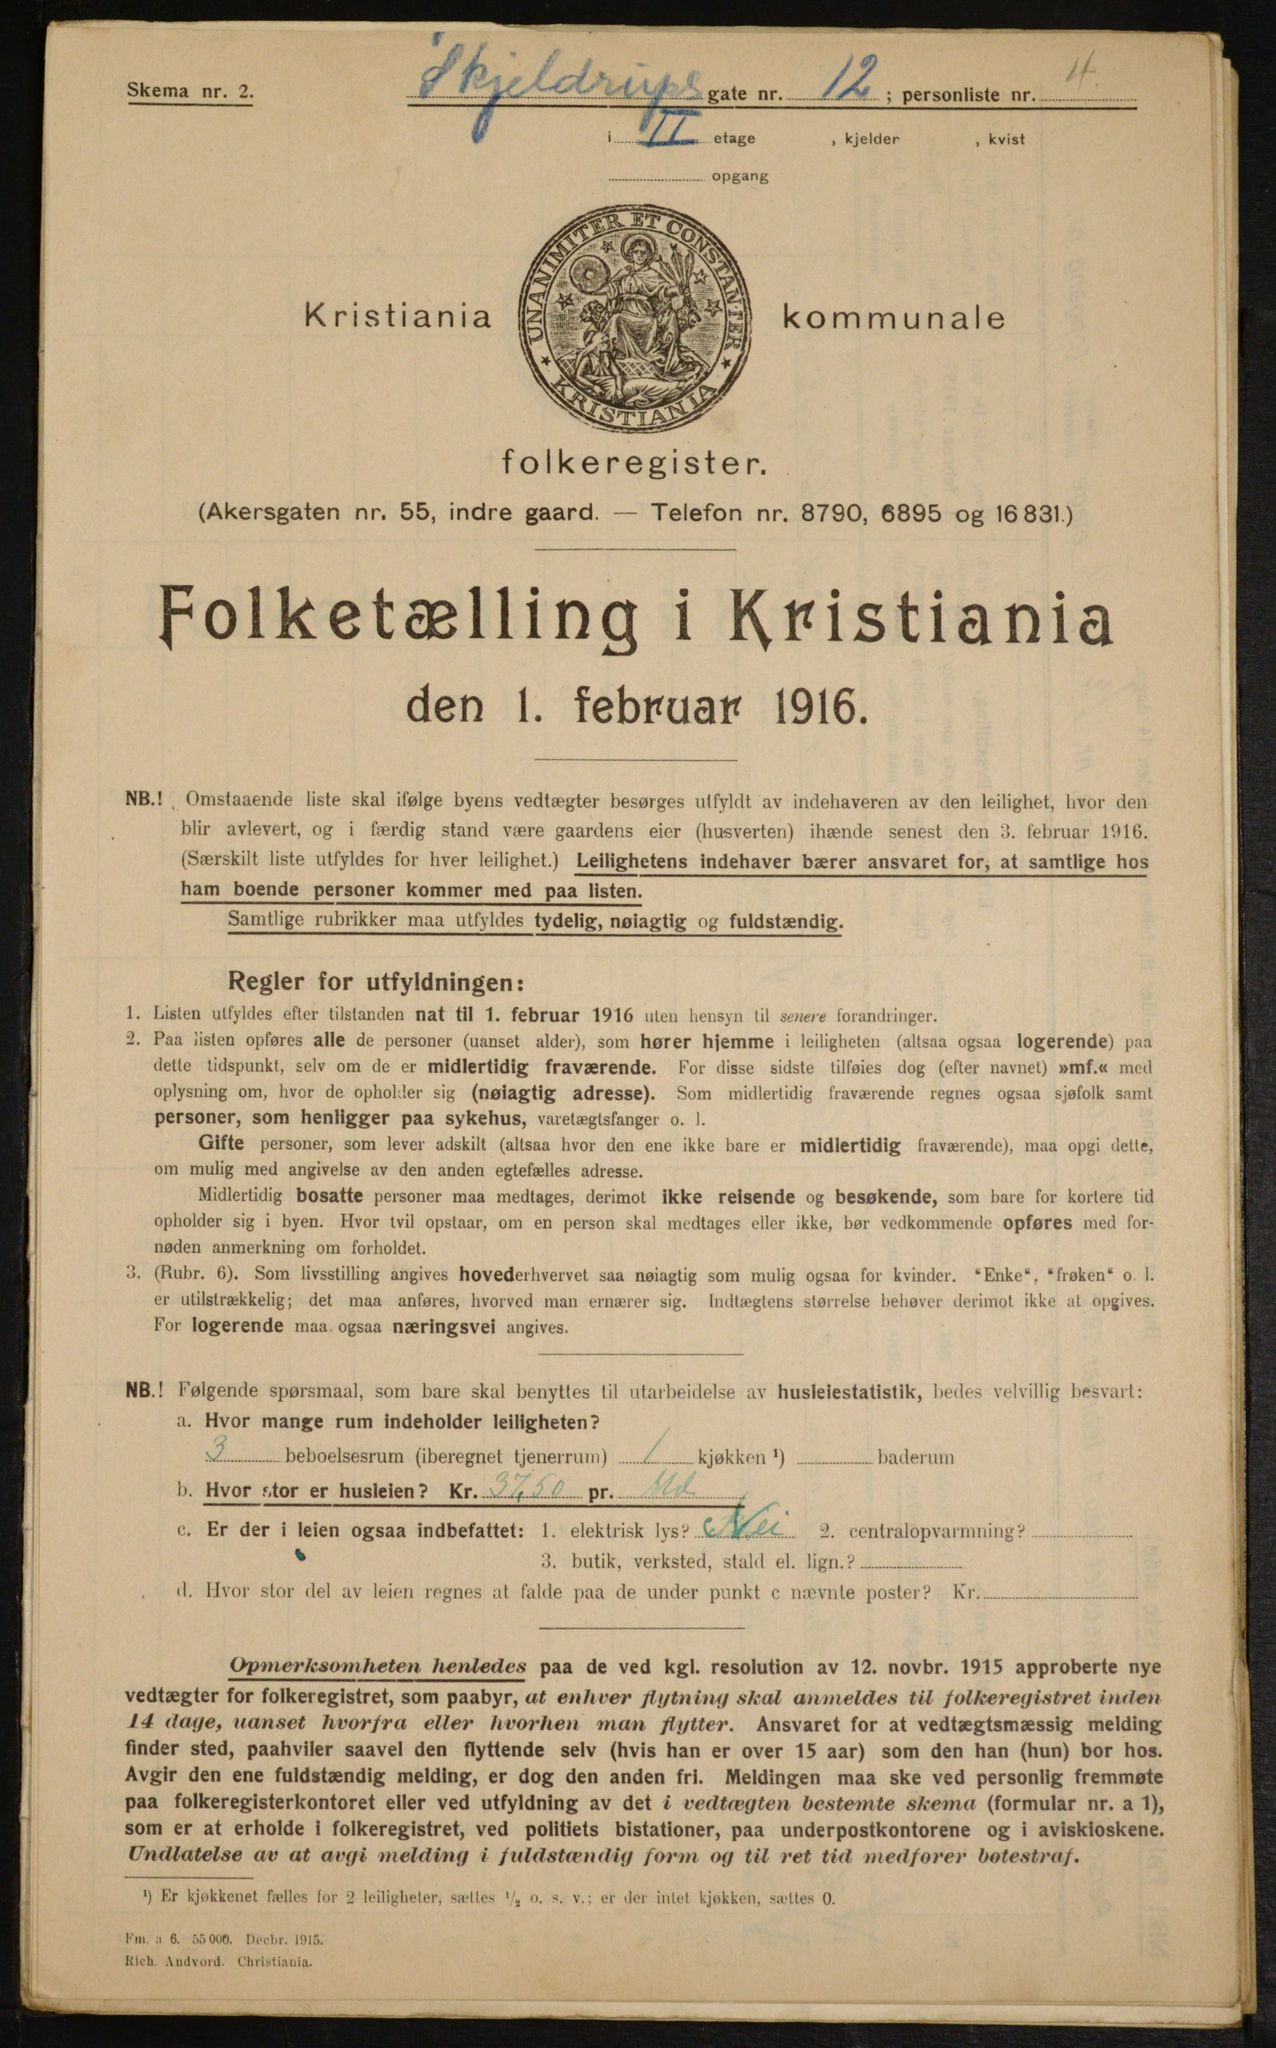 Skema nr. 2.
Skjeldrups gate nr. 12 ; personliste nr. 4
i II etage , kjelder , kvist
opgang
UNANIMITER ET CONSTANTER
KRISTIANIA
Kristiania kommunale
folkeregister.
(Akersgaten nr. 55, indre gaard. — Telefon nr. 8790, 6895 og 16831.)
Folketælling i Kristiania
den 1. februar 1916.
NB.! Omstaaende liste skal ifølge byens vedtægter besørges utfyldt av indehaveren av den leilighet, hvor den
blir avlevert, og i færdig stand være gaardens eier (husverten) ihænde senest den 3. februar 1916.
(Særskilt liste utfyldes for hver leilighet.) Leilighetens indehaver bærer ansvaret for, at samtlige hos
ham boende personer kommer med paa listen.
Samtlige rubrikker maa utfyldes tydelig, nøiagtig og fuldstændig.
Regler for utfyldningen:
1. Listen utfyldes efter tilstanden nat til 1. februar 1916 uten hensyn til senere forandringer.
2. Paa listen opføres alle de personer (uanset alder), som hører hjemme i leiligheten (altsaa ogsaa logerende) paa
dette tidspunkt, selv om de er midlertidig fraværende. For disse sidste tilføies dog (efter navnet) »mf.« med
oplysning om, hvor de opholder sig (nøiagtig adresse). Som midlertidig fraværende regnes ogsaa sjøfolk samt
personer, som henligger paa sykehus, varetægtsfanger o. l.
Gifte personer, som lever adskilt (altsaa hvor den ene ikke bare er midlertidig fraværende), maa opgi dette,
om mulig med angivelse av den anden egtefælles adresse.
Midlertidig bosatte personer maa medtages, derimot ikke reisende og besøkende, som bare for kortere tid
opholder sig i byen. Hvor tvil opstaar, om en person skal medtages eller ikke, bør vedkommende opføres med for-
nøden anmerkning om forholdet.
3. (Rubr. 6). Som livsstilling angives hovederhvervet saa nøiagtig som mulig ogsaa for kvinder. "Enke“, "frøken“ o. l.
er utilstrækkelig; det maa anføres, hvorved man ernærer sig. Indtægtens størrelse behøver derimot ikke at opgives.
For logerende maa ogsaa næringsvei angives.
NB.! Følgende spørsmaal, som bare skal benyttes til utarbeidelse av husleiestatistik, bedes velvillig besvart:
a. Hvor mange rum indeholder leiligheten?
3 beboelsesrum (iberegnet tjenerrum) 1 kjøkken ¹) baderum
b. Hvor stor er husleien? Kr. 37,50 pr. Md
c. Er der i leien ogsaa indbefattet: 1. elektrisk lys? Nei 2. centralopvarmning?
3. butik, verksted, stald el. lign.?
d. Hvor stor del av leien regnes at falde paa de under punkt c nævnte poster? Kr.
Opmerksomheten henledes paa de ved kgl. resolution av 12. novbr. 1915 approberte nye
vedtægter for folkeregistret, som paabyr, at enhver flytning skal anmeldes til folkeregistret inden
14 dage, uanset hvorfra eller hvorhen man flytter. Ansvaret for at vedtægtsmæssig melding
finder sted, paahviler saavel den flyttende selv (hvis han er over 15 aar) som den han (hun) bor hos.
Avgir den ene fuldstændig melding, er dog den anden fri. Meldingen maa ske ved personlig fremmøte
paa folkeregisterkontoret eller ved utfyldning av det i vedtægten bestemte skema (formular nr. a 1),
som er at erholde i folkeregistret, ved politiets bistationer, paa underpostkontorene og i aviskioskene.
Undlatelse av at avgi melding i fuldstændig form og til ret tid medfører bøtestraf.
¹) Er kjøkkenet fælles for 2 leiligheter, sættes ½ o. s. v.; er der intet kjøkken, sættes 0.
Fm. a 6. 55 000. Decbr. 1915.
Rich. Andvord. Christiania.